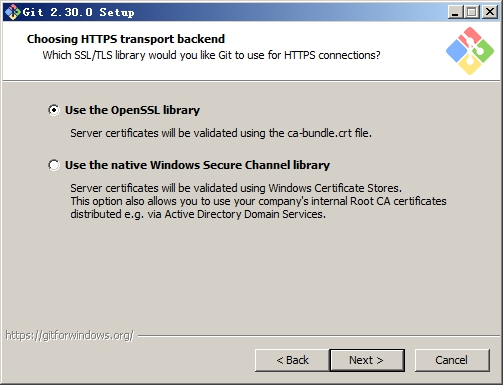 Git 2.30.0 Setup
Choosing HTTPS transport backend
Which SSL/TLS library would you like Git to use for HTTPS connections?
Use the OpenSSL library
Server certificates will be validated using the ca-bundle.crt file.
Use the native Windows Secure Channel library
Server certificates will be validated using Windows Certificate Stores.
This option also allows you to use your company's internal Root CA certificates
distributed e.g. via Active Directory Domain Services.
https://gitforwindows.org/
< Back
Next >
Cancel